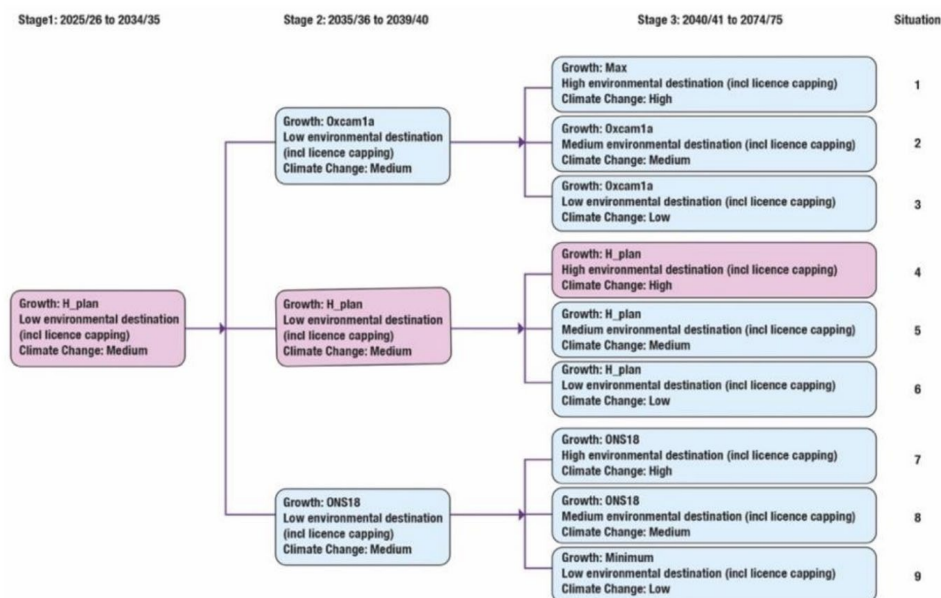 Stage1: 2025/26 to 2034/35
Stage 2: 2035/36 to 2039/40
Stage 3: 2040/41 to 2074/75
Situation
Growth: H_plan
Low environmental destination
(incl licence capping)
Climate Change: Medium
Growth: Oxcam1a
Low environmental destination
(incl licence capping)
Climate Change: Medium
Growth: H_plan
Low environmental destination
(incl licence capping)
Climate Change: Medium
Growth: ONS18
Low environmental destination
(incl licence capping)
Climate Change: Medium
Growth: Max
High environmental destination (incl licence capping)
Climate Change: High
1
Growth: Oxcam1a
Medium environmental destination (incl licence capping)
Climate Change: Medium
2
Growth: Oxcam1a
Low environmental destination (incl licence capping)
Climate Change: Low
3
Growth: H_plan
High environmental destination (incl licence capping)
Climate Change: High
4
Growth: H_plan
Medium environmental destination (incl licence capping)
Climate Change: Medium
5
Growth: H_plan
Low environmental destination (incl licence capping)
Climate Change: Low
6
Growth: ONS18
High environmental destination (incl licence capping)
Climate Change: High
7
Growth: ONS18
Medium environmental destination (incl licence capping)
Climate Change: Medium
8
Growth: Minimum
Low environmental destination (incl licence capping)
Climate Change: Low
9